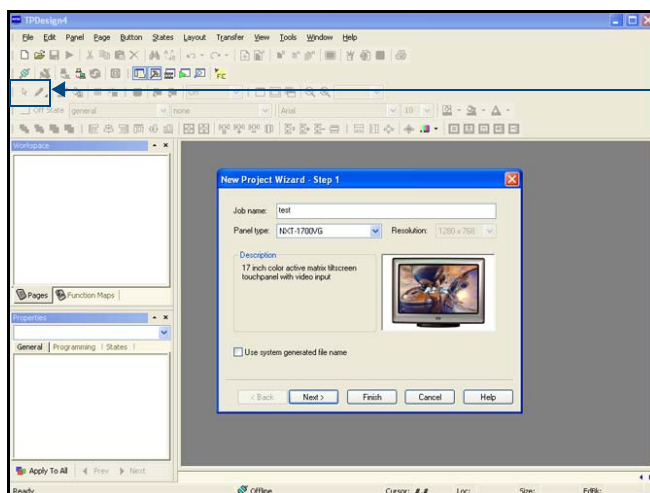 TPDesign4
File Edit Panel Page Button States Layout Transfer View Tools Window Help
Off
Off State general none Arial 10
Workspace
New Project Wizard - Step 1
Job name: test
Panel type: NXT-1700VG Resolution: 1280 x 768
Description
17 inch color active matrix tiltscreen
touchpanel with video input
Pages Function Maps
Properties
General Programming States
Use system generated file name
< Back Next > Finish Cancel Help
Apply To All Prev Next
Ready Offline Cursor: #,# Loc: Size: EdBk: